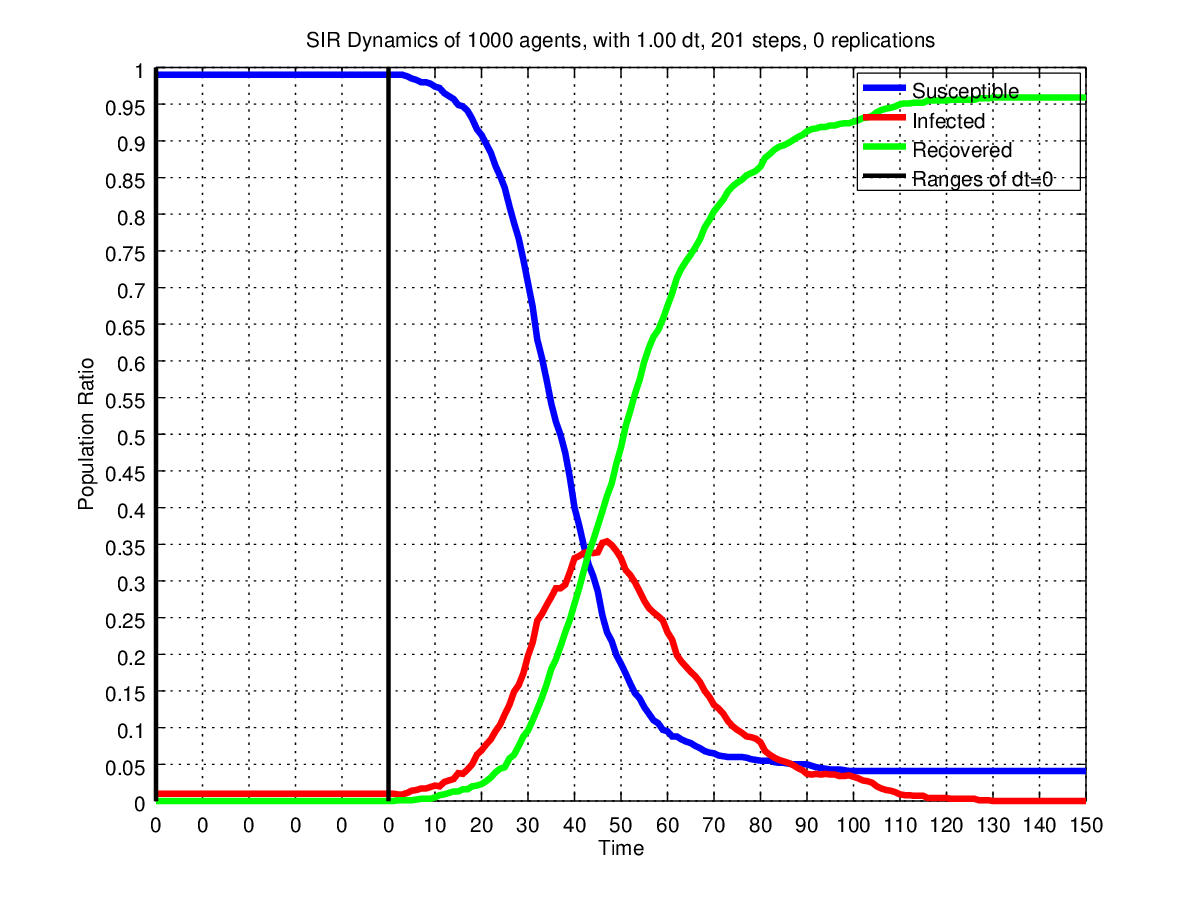 SIR Dynamics of 1000 agents, with 1.00 dt, 201 steps, 0 replications
Susceptible
Infected
Recovered
Ranges of dt=0
Population Ratio
1
0.95
0.9
0.85
0.8
0.75
0.7
0.65
0.6
0.55
0.5
0.45
0.4
0.35
0.3
0.25
0.2
0.15
0.1
0.05
0
0 0 0 0 0 0 10 20 30 40 50 60 70 80 90 100 110 120 130 140 150
Time